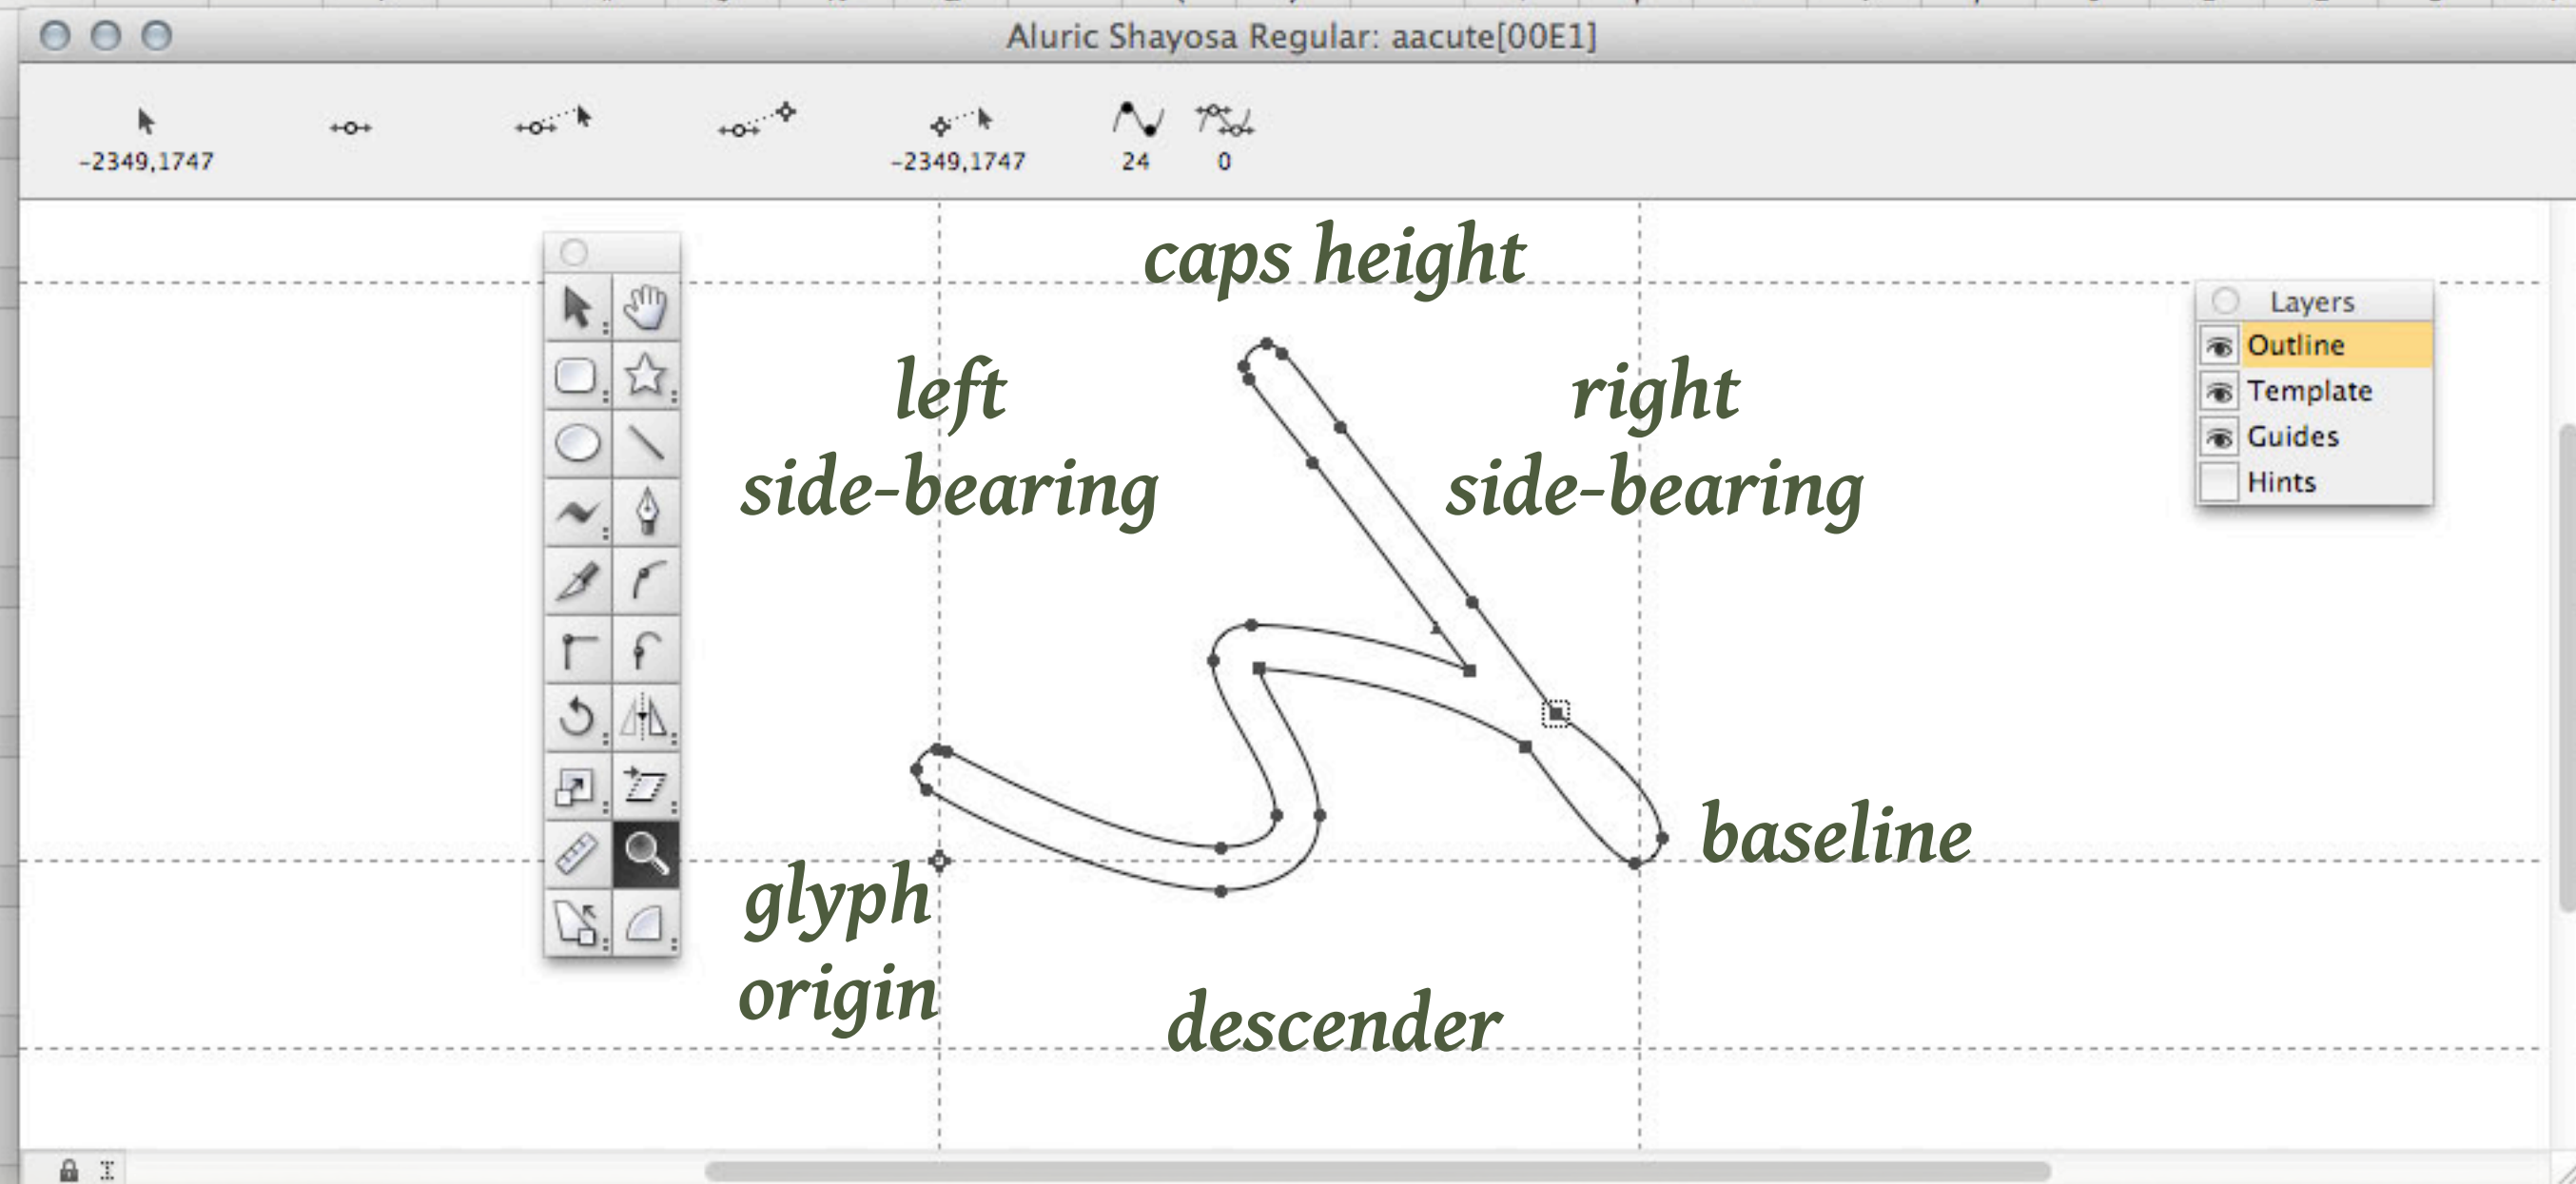 Aluric Shayosa Regular: aacute[00E1]
-2349,1747
-2349,1747
24
0
caps height
left
side-bearing
right
side-bearing
Layers
Outline
Template
Guides
Hints
baseline
glyph
origin
descender